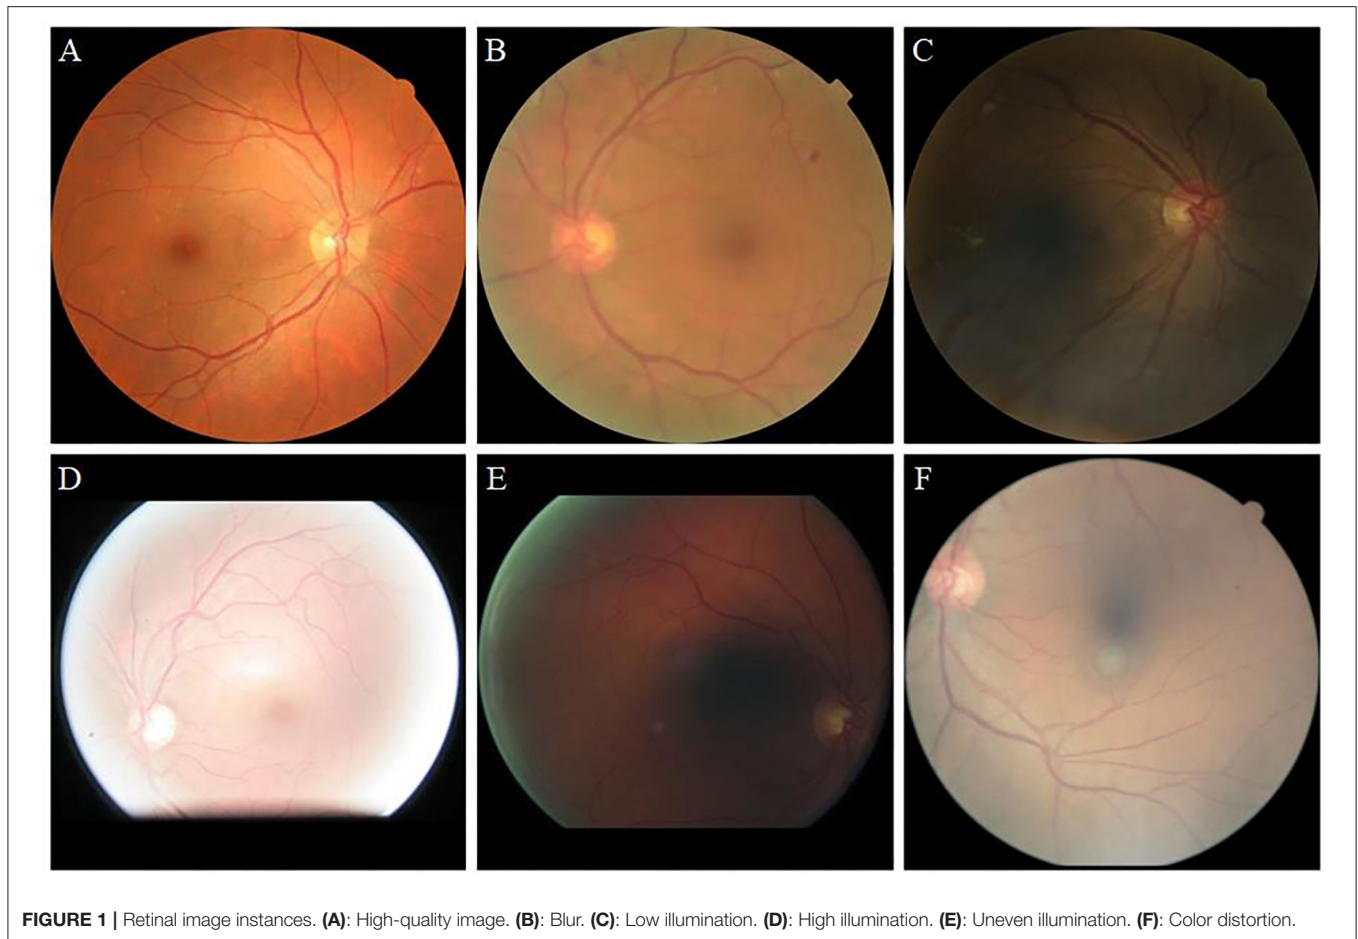 A
B
C
D
E
F
FIGURE 1 | Retinal image instances. (A): High-quality image. (B): Blur. (C): Low illumination. (D): High illumination. (E): Uneven illumination. (F): Color distortion.